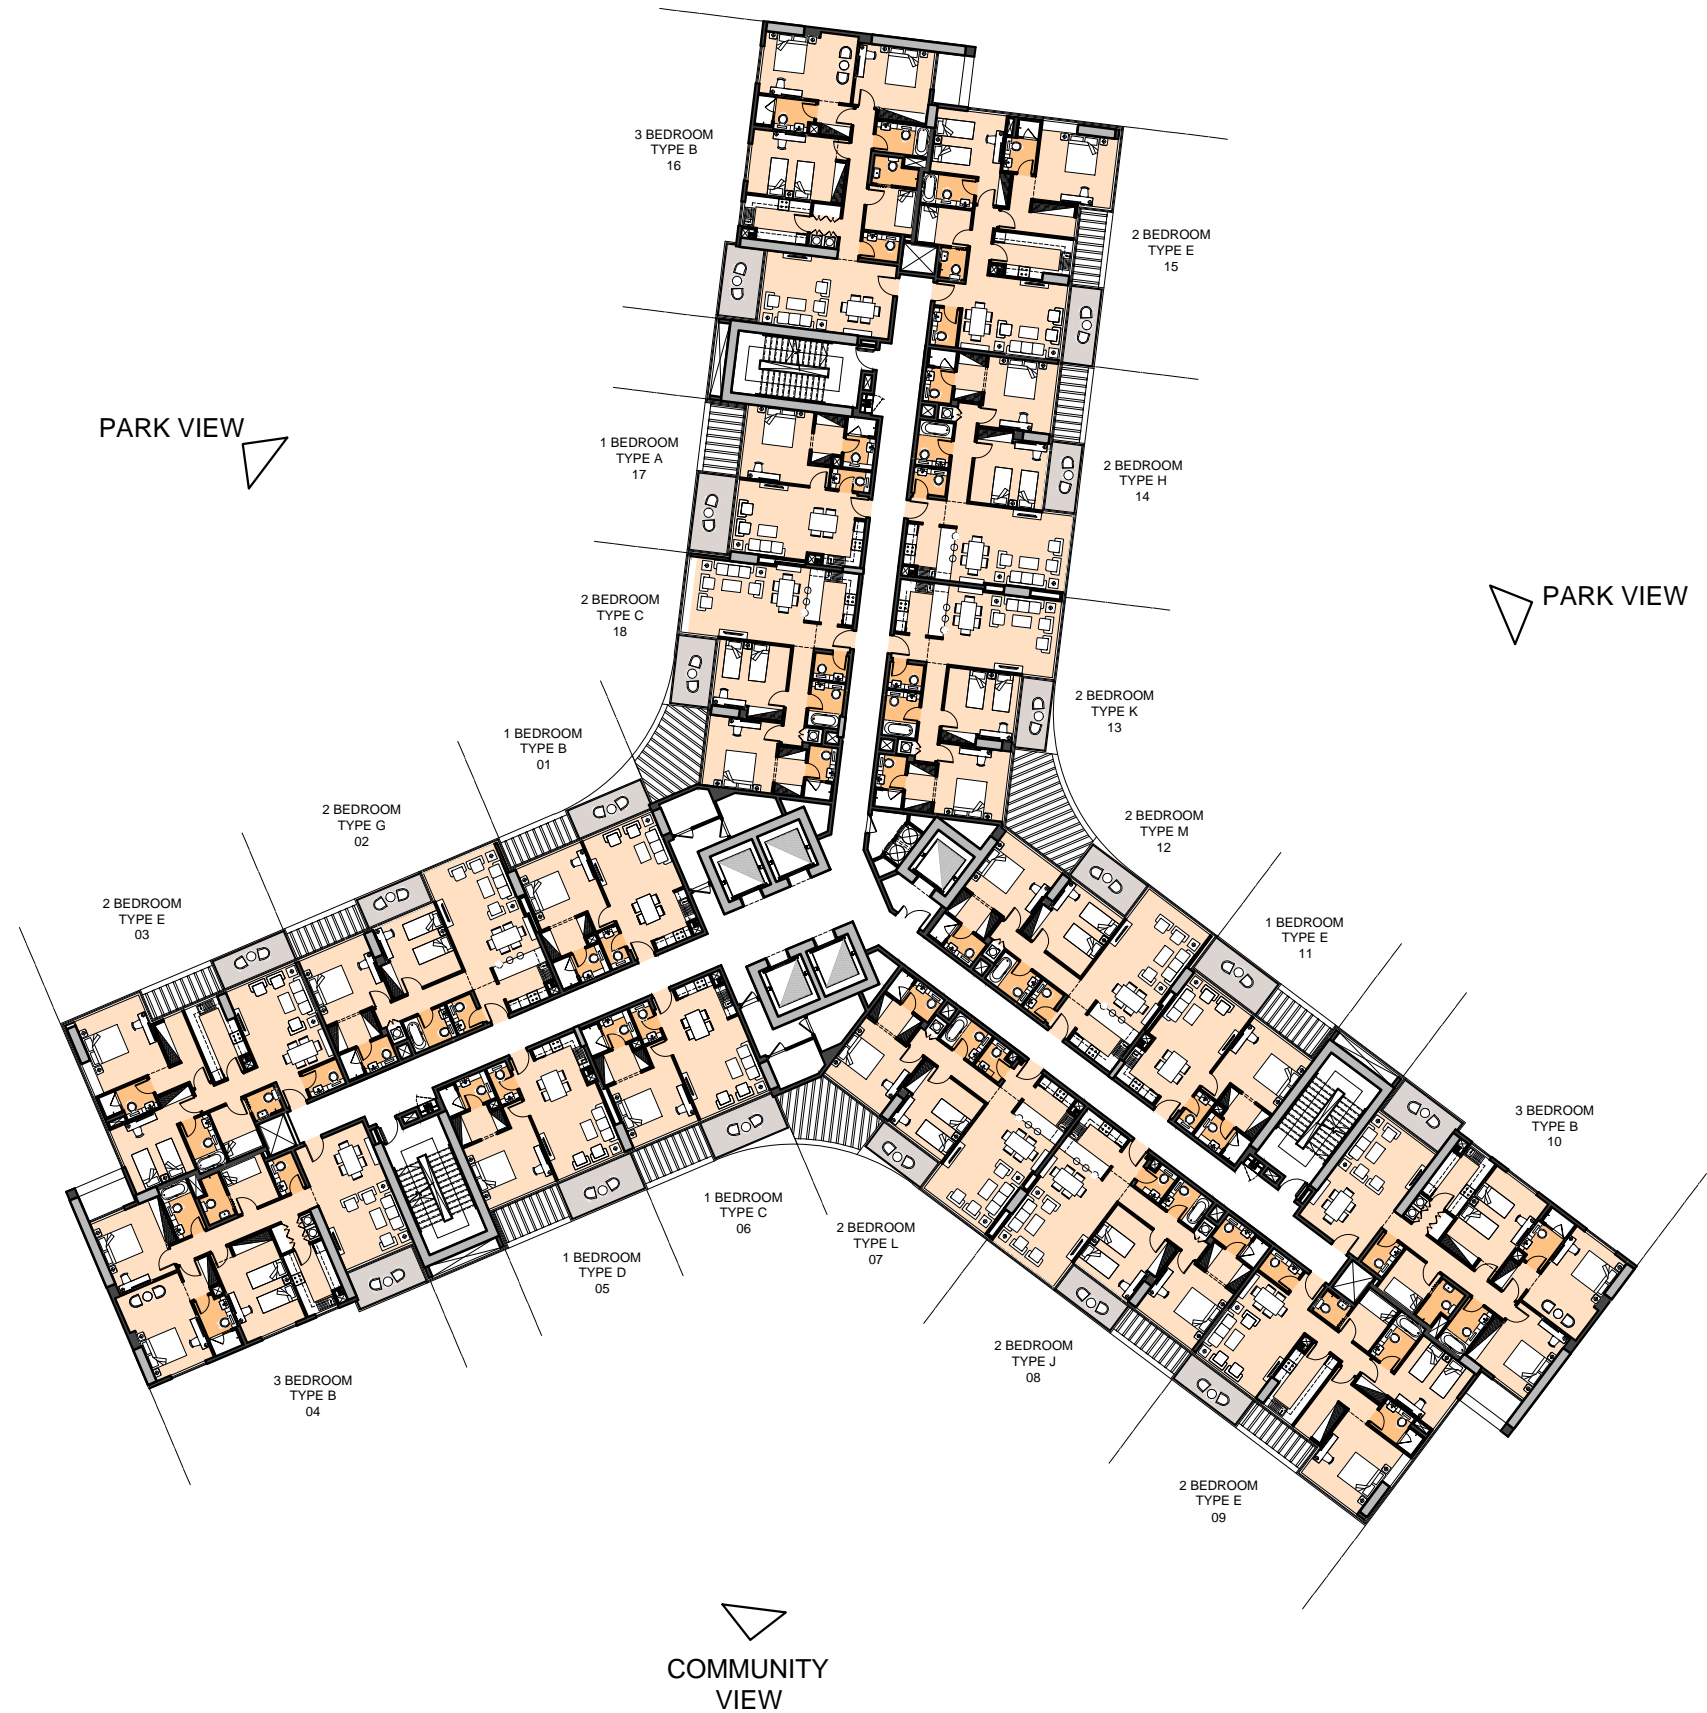 3 BEDROOM
TYPE B
16
2 BEDROOM
TYPE E
15
PARK VIEW
1 BEDROOM
TYPE A
17
2 BEDROOM
TYPE H
14
2 BEDROOM
TYPE C
18
PARK VIEW
2 BEDROOM
TYPE K
13
1 BEDROOM
TYPE B
01
2 BEDROOM
TYPE G
02
2 BEDROOM
TYPE M
12
2 BEDROOM
TYPE E
03
1 BEDROOM
TYPE E
11
3 BEDROOM
TYPE B
10
1 BEDROOM
TYPE C
06
2 BEDROOM
TYPE L
07
1 BEDROOM
TYPE D
05
2 BEDROOM
TYPE J
08
3 BEDROOM
TYPE B
04
2 BEDROOM
TYPE E
09
COMMUNITY
VIEW